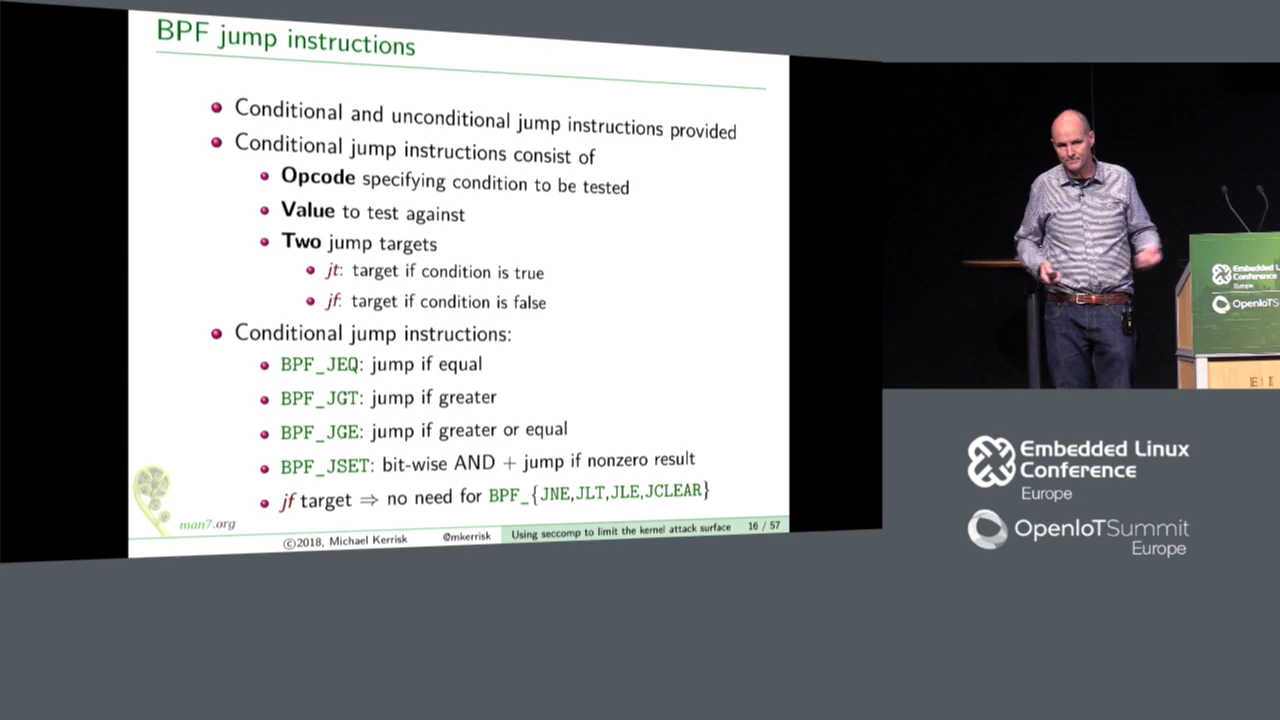 BPF jump instructions
Conditional and unconditional jump instructions provided
Conditional jump instructions consist of
Opcode specifying condition to be tested
Value to test against
Two jump targets
jt: target if condition is true
jf: target if condition is false
Conditional jump instructions:
BPF_JEQ: jump if equal
BPF_JGT: jump if greater
BPF_JGE: jump if greater or equal
BPF_JSET: bit-wise AND + jump if nonzero result
jf target ⇒ no need for BPF_{JNE,JLT,JLE,JCLEAR}
man7.org
©2018, Michael Kerrisk @mkerrisk Using seccomp to limit the kernel attack surface 16 / 57
Embedded L
Conference
Europe
OpenIoTS
Embedded Linux
Conference
Europe
OpenIoTSummit
Europe